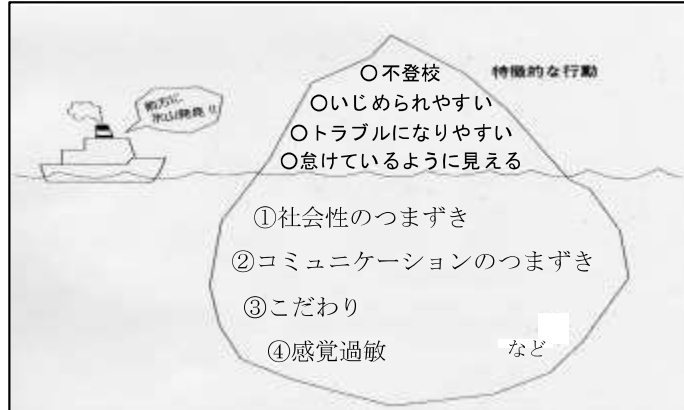 前方に
氷山発見!!
○不登校
特徴的な行動
○いじめられやすい
○トラブルになりやすい
○怠けているように見える
①社会性のつまずき
②コミュニケーションのつまずき
③こだわり
④感覚過敏
など